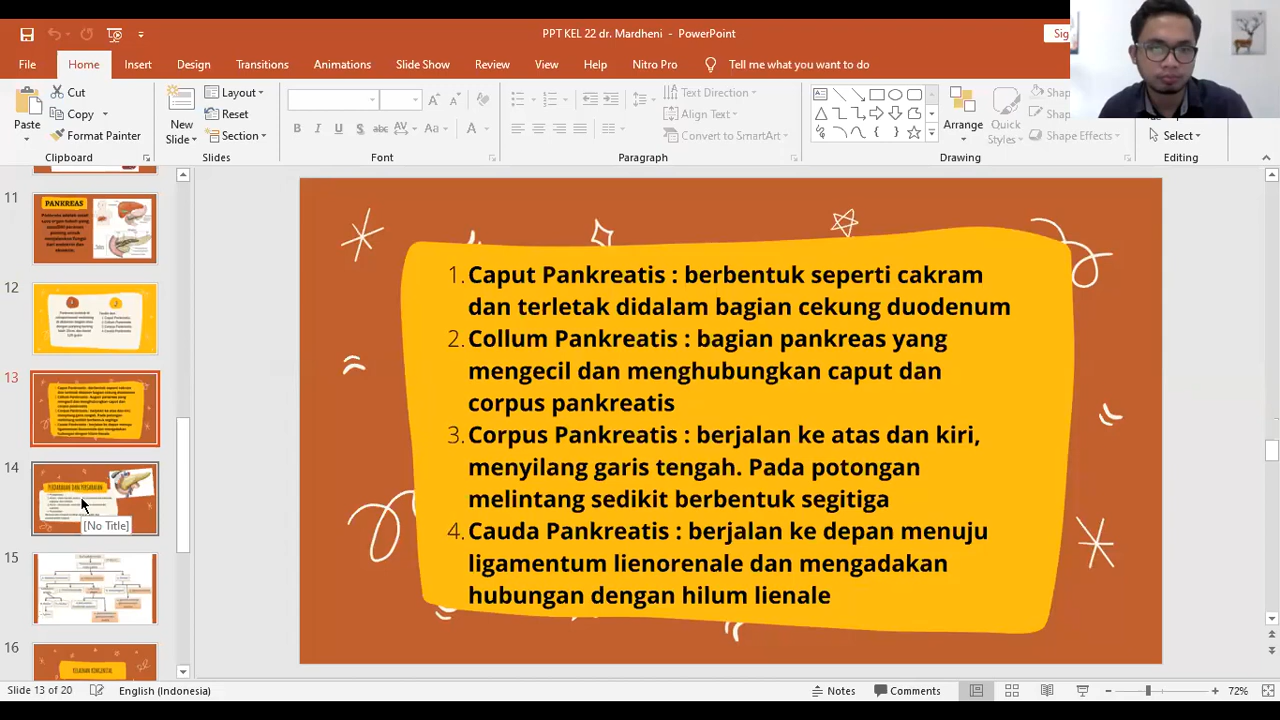 PPT KEL 22 dr. Mardheni - PowerPoint
File Home Insert Design Transitions Animations Slide Show Review View Help Nitro Pro Tell me what you want to do
Paste
Cut
Copy
Format Painter
Clipboard
New Slide
Layout
Reset
Section
Slides
Font
Text Direction
Align Text
Convert to SmartArt
Paragraph
Arrange
Quick Styles
Shape Effects
Drawing
Select
Editing
11
PANKREAS
12
13
14
[No Title]
15
16
1. Caput Pankreatis : berbentuk seperti cakram
dan terletak didalam bagian cekung duodenum
2. Collum Pankreatis : bagian pankreas yang
mengecil dan menghubungkan caput dan
corpus pankreatis
3. Corpus Pankreatis : berjalan ke atas dan kiri,
menyilang garis tengah. Pada potongan
melintang sedikit berbentuk segitiga
4. Cauda Pankreatis : berjalan ke depan menuju
ligamentum lienorenale dan mengadakan
hubungan dengan hilum lienale
Slide 13 of 20 English (Indonesia) Notes Comments 72%